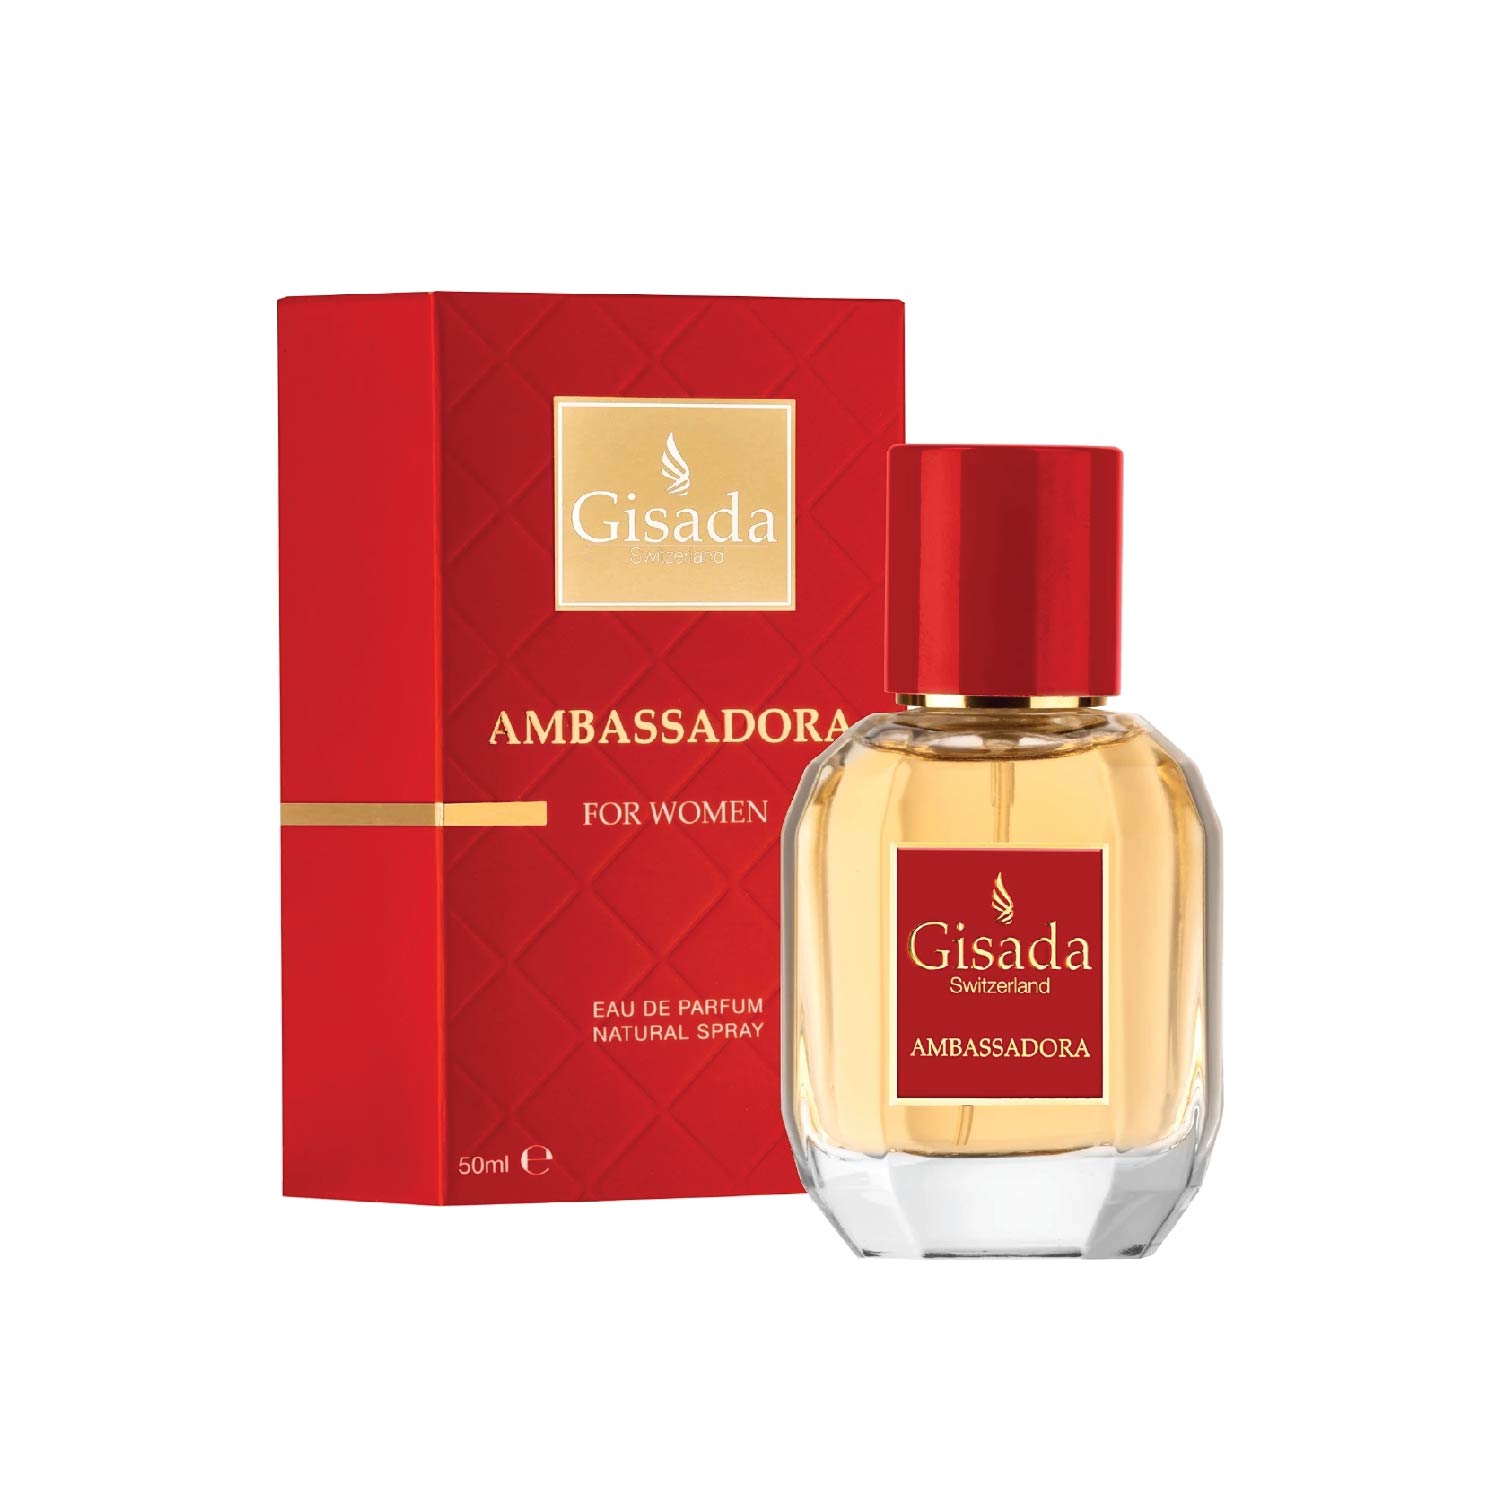 Gisada
Switzerland
AMBASSADORA
FOR WOMEN
EAU DE PARFUM
NATURAL SPRAY
50ml ℮
Gisada
Switzerland
AMBASSADORA